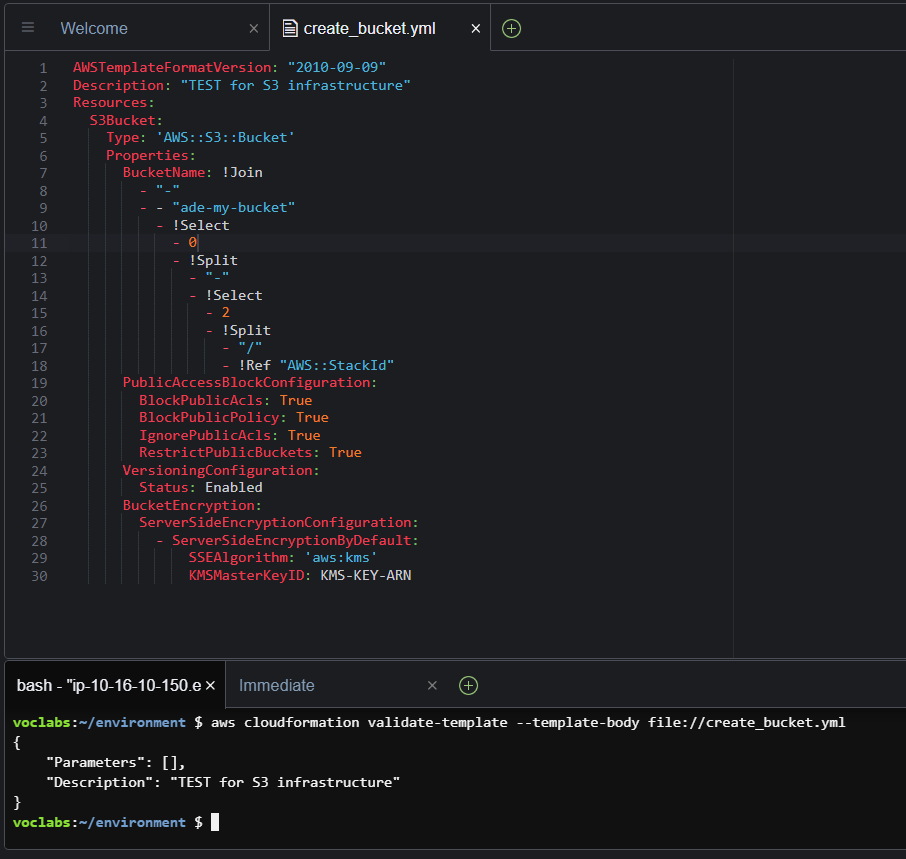 Welcome
create_bucket.yml
1 AWSTemplateFormatVersion: "2010-09-09"
2 Description: "TEST for S3 infrastructure"
3 Resources:
4   S3Bucket:
5     Type: 'AWS::S3::Bucket'
6     Properties:
7       BucketName: !Join
8         - "-"
9         - - "ade-my-bucket"
10           - !Select
11             - 0
12             - !Split
13               - "-"
14               - !Select
15                 - 2
16                 - !Split
17                   - "/"
18                   - !Ref "AWS::StackId"
19       PublicAccessBlockConfiguration:
20         BlockPublicAcls: True
21         BlockPublicPolicy: True
22         IgnorePublicAcls: True
23         RestrictPublicBuckets: True
24       VersioningConfiguration:
25         Status: Enabled
26       BucketEncryption:
27         ServerSideEncryptionConfiguration:
28           - ServerSideEncryptionByDefault:
29               SSEAlgorithm: 'aws:kms'
30               KMSMasterKeyID: KMS-KEY-ARN
bash - "ip-10-16-10-150.e
Immediate
voclabs:~/environment $ aws cloudformation validate-template --template-body file://create_bucket.yml
{
    "Parameters": [],
    "Description": "TEST for S3 infrastructure"
}
voclabs:~/environment $